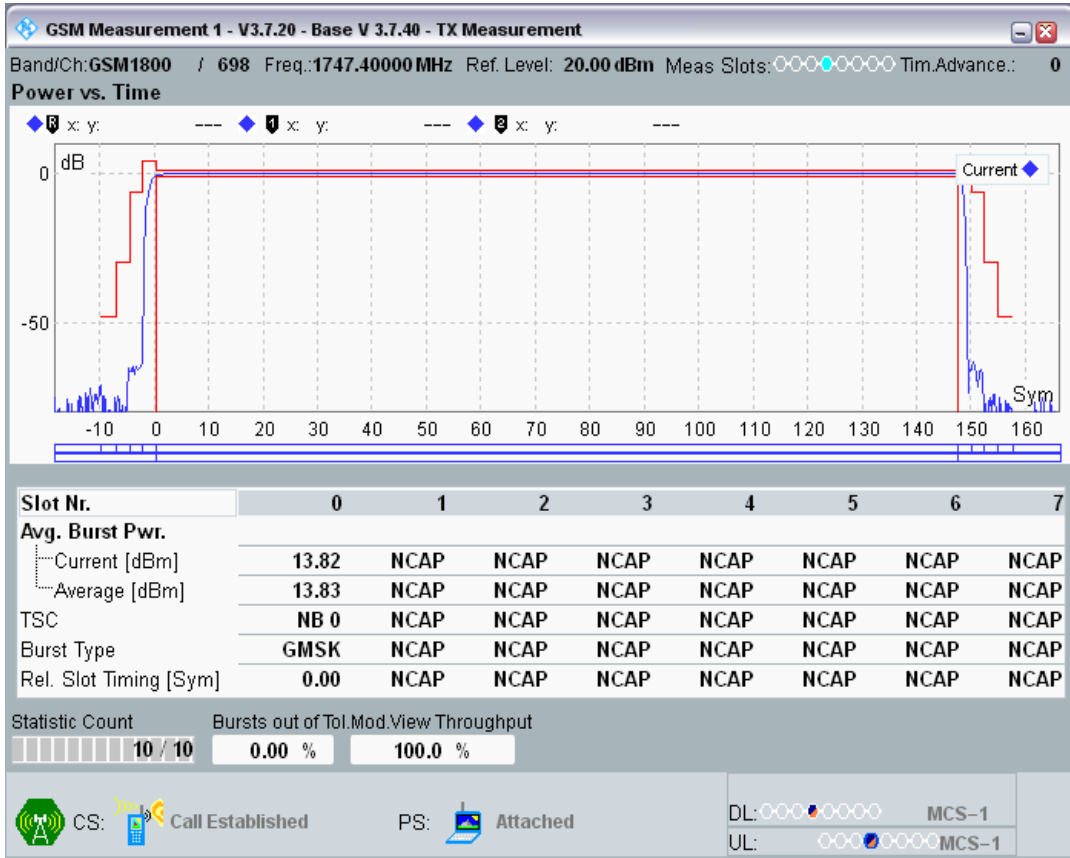 GSM Measurement 1 - V3.7.20 - Base V 3.7.40 - TX Measurement
Band/Ch:GSM1800 / 698 Freq.:1747.40000 MHz Ref. Level: 20.00 dBm Meas Slots: Tim.Advance.: 0
Power vs. Time
R x: y: --- 1 x: y: --- 2 x: y: ---
dB
Current
0
-50
Sym
-10 0 10 20 30 40 50 60 70 80 90 100 110 120 130 140 150 160
Slot Nr. 0 1 2 3 4 5 6 7
Avg. Burst Pwr.
Current [dBm] 13.82 NCAP NCAP NCAP NCAP NCAP NCAP NCAP
Average [dBm] 13.83 NCAP NCAP NCAP NCAP NCAP NCAP NCAP
TSC NB 0 NCAP NCAP NCAP NCAP NCAP NCAP NCAP
Burst Type GMSK NCAP NCAP NCAP NCAP NCAP NCAP NCAP
Rel. Slot Timing [Sym] 0.00 NCAP NCAP NCAP NCAP NCAP NCAP NCAP
Statistic Count Bursts out of Tol.Mod.View Throughput
10 / 10 0.00 % 100.0 %
DL: MCS-1
CS: Call Established PS: Attached
UL: MCS-1